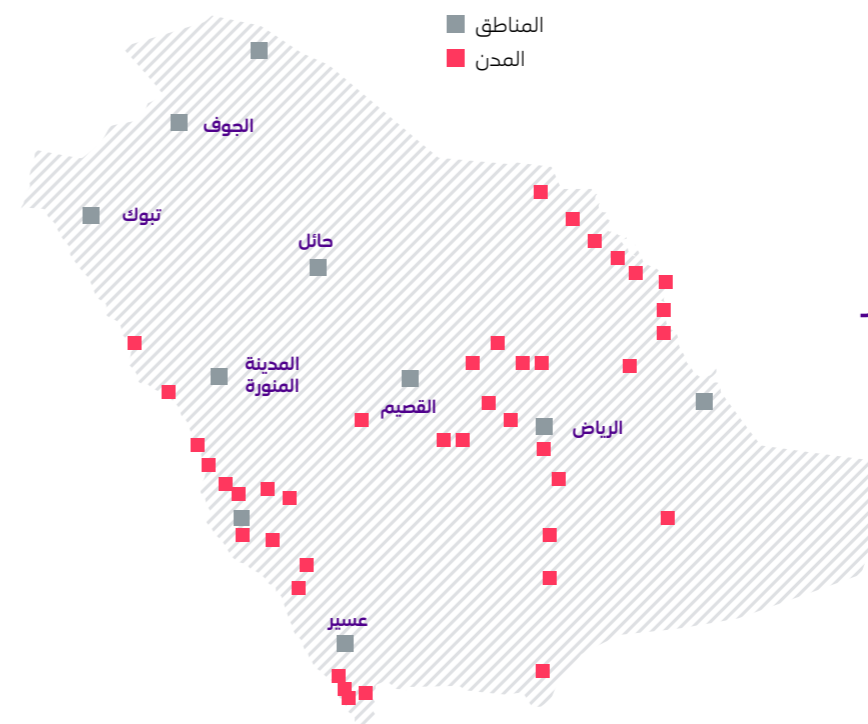 المناطق
المدن
الجوف
تبوك
حائل
المدينة
المنورة
القصيم
الرياض
عسير